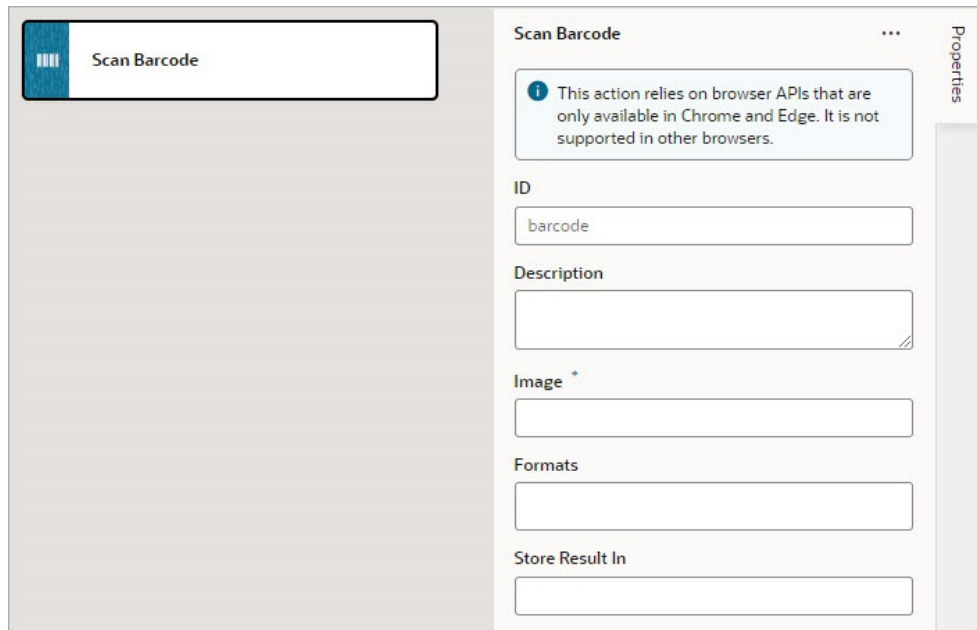 Scan Barcode
Scan Barcode
...
Properties
This action relies on browser APIs that are
only available in Chrome and Edge. It is not
supported in other browsers.
ID
barcode
Description
Image *
Formats
Store Result In